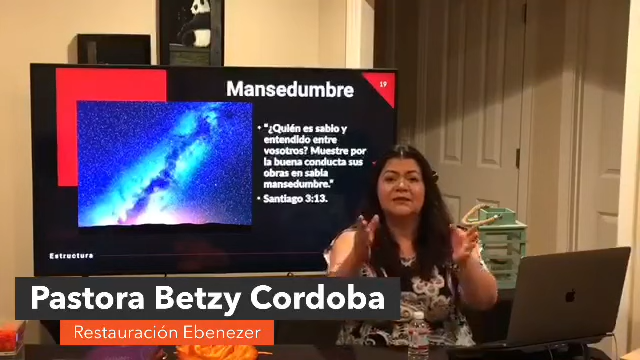 Mansedumbre
19
• "¿Quién es sabio y
entendido entre
vosotros? Muestre por
la buena conducta sus
obras en sabia
mansedumbre."
• Santiago 3:13.
Estructura
Pastora Betzy Cordoba
Restauración Ebenezer